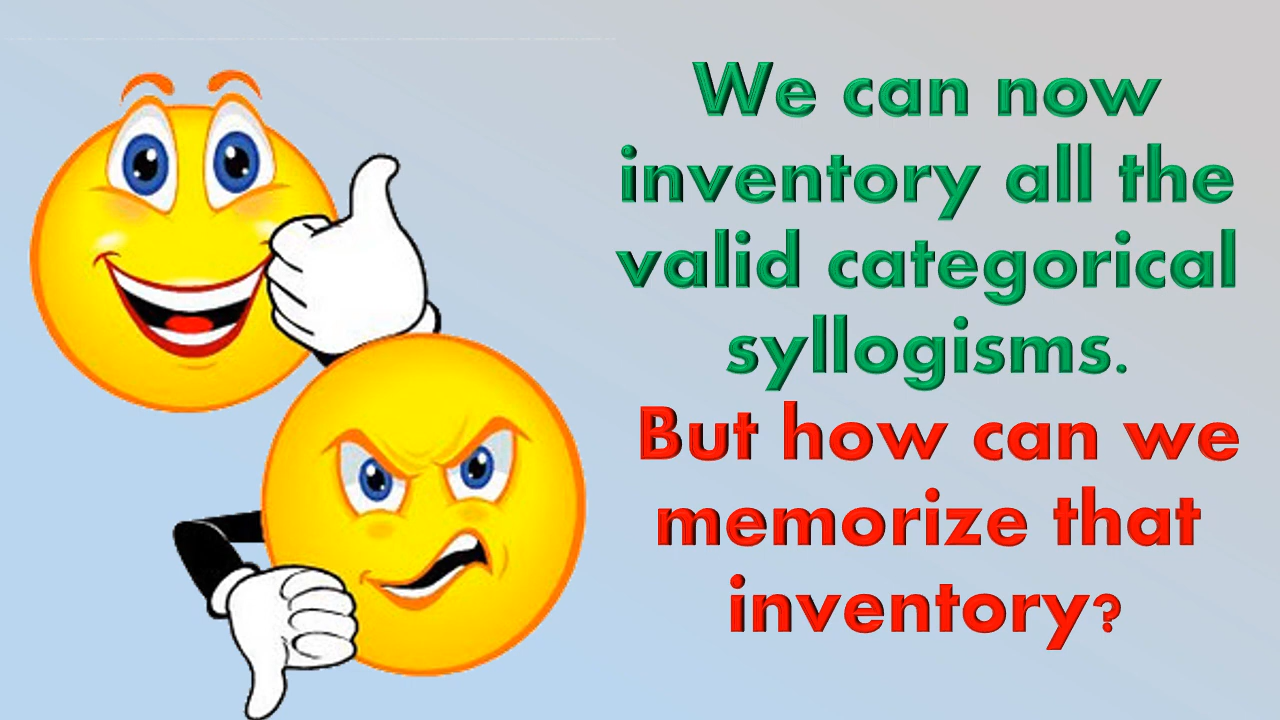 We can now
inventory all the
valid categorical
syllogisms.
But how can we
memorize that
inventory?